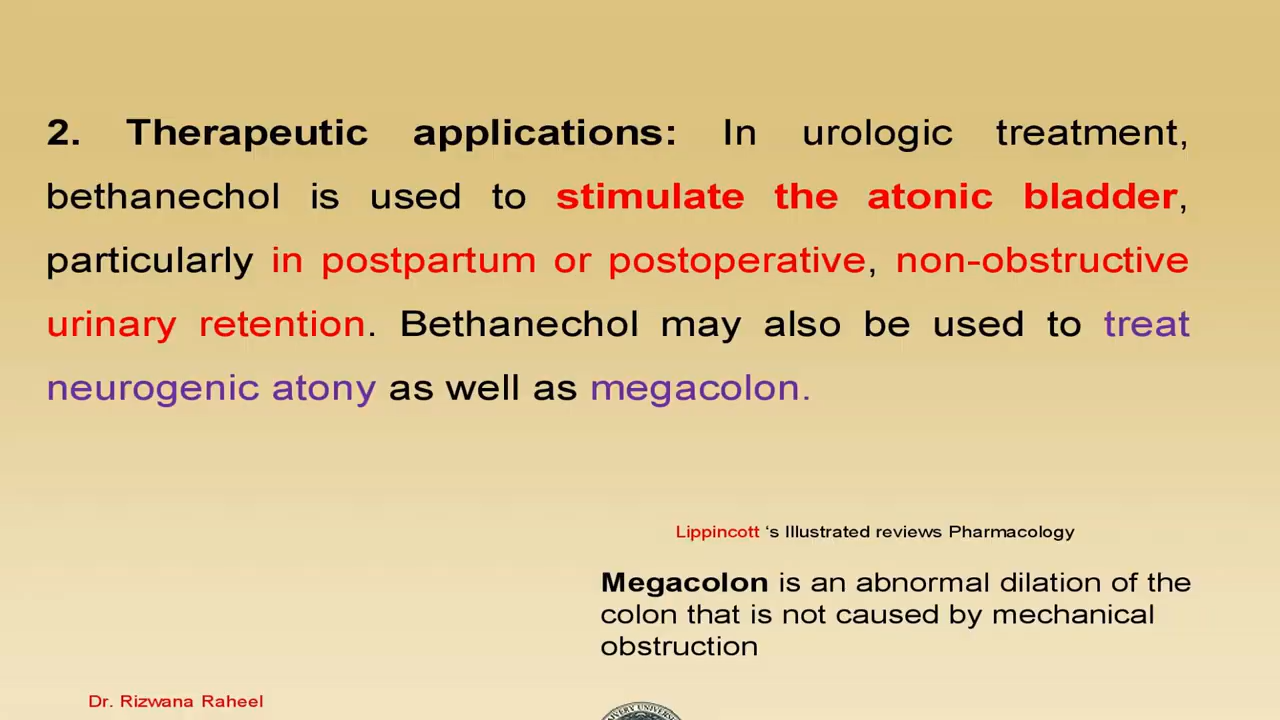 2. Therapeutic applications: In urologic treatment,
bethanechol is used to stimulate the atonic bladder,
particularly in postpartum or postoperative, non-obstructive
urinary retention. Bethanechol may also be used to treat
neurogenic atony as well as megacolon.
Lippincott ‘s Illustrated reviews Pharmacology
Megacolon is an abnormal dilation of the
colon that is not caused by mechanical
obstruction
Dr. Rizwana Raheel